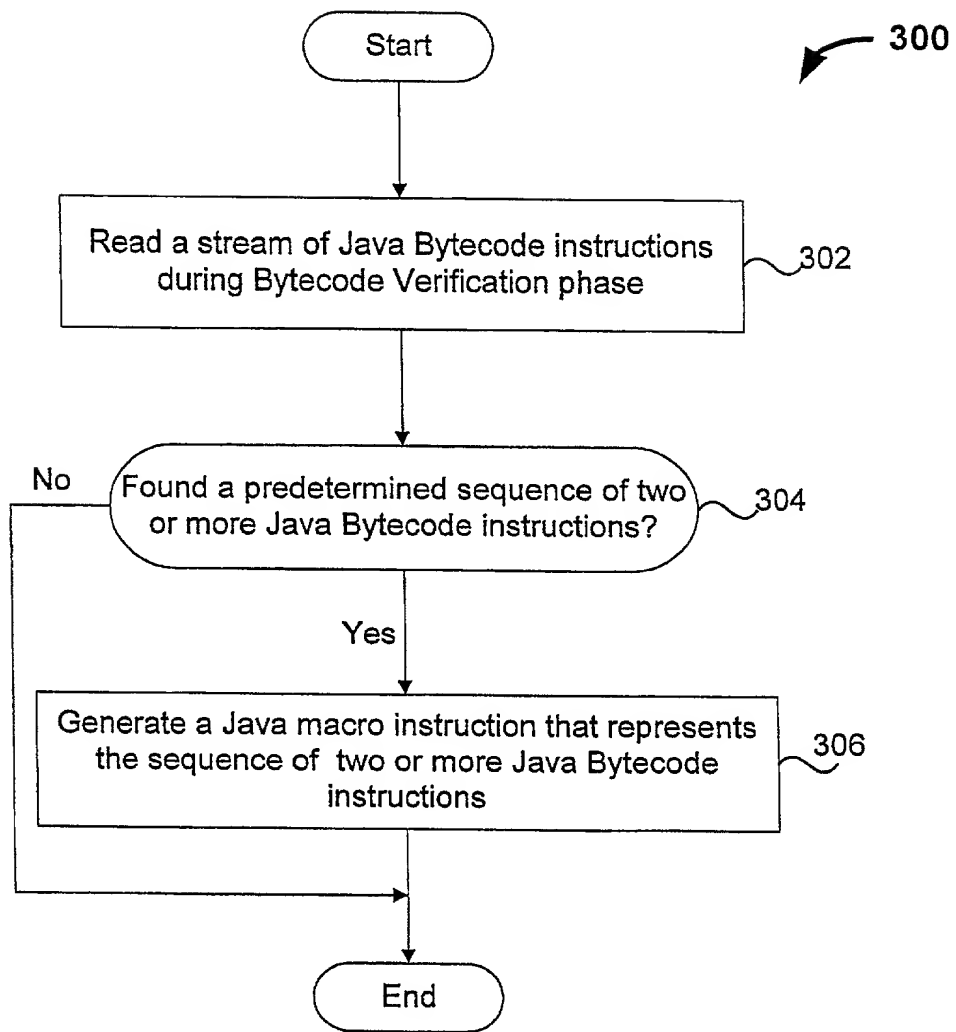 Start
300
Read a stream of Java Bytecode instructions
during Bytecode Verification phase
302
No
Found a predetermined sequence of two
or more Java Bytecode instructions?
304
Yes
Generate a Java macro instruction that represents
the sequence of two or more Java Bytecode
instructions
306
End